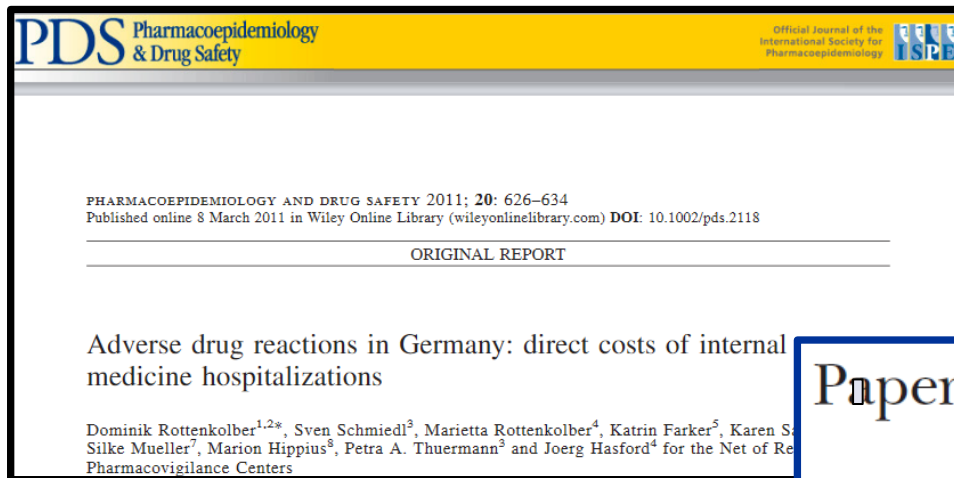 PDS Pharmacoepidemiology
& Drug Safety
Official Journal of the
International Society for
Pharmacoepidemiology
ISPE
PHARMACOEPIDEMIOLOGY AND DRUG SAFETY 2011; 20: 626–634
Published online 8 March 2011 in Wiley Online Library (wileyonlinelibrary.com) DOI: 10.1002/pds.2118
ORIGINAL REPORT
Adverse drug reactions in Germany: direct costs of internal
medicine hospitalizations
Dominik Rottenkolber1,2*, Sven Schmiedl3, Marietta Rottenkolber4, Katrin Farker5, Karen
Silke Mueller7, Marion Hippius8, Petra A. Thuermann3 and Joerg Hasford4 for the Net of
Pharmacovigilance Centers
Paper